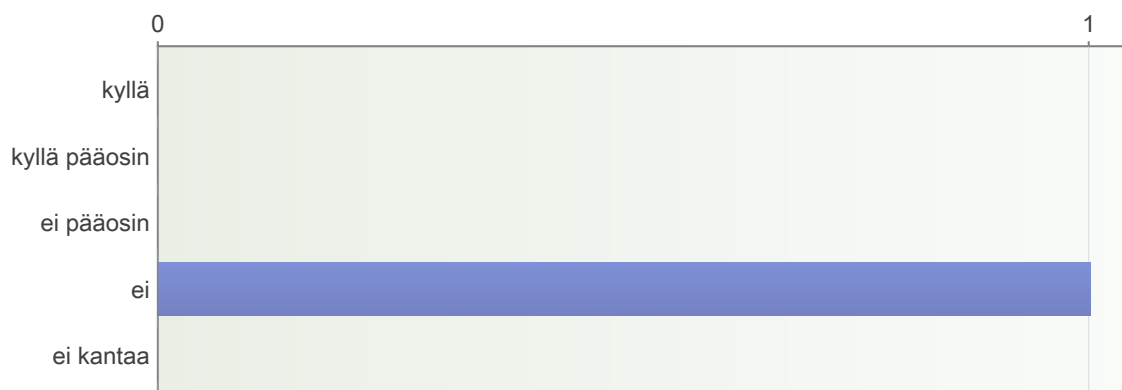 0 1
kyllä
kyllä pääosin
ei pääosin
ei
ei kantaa